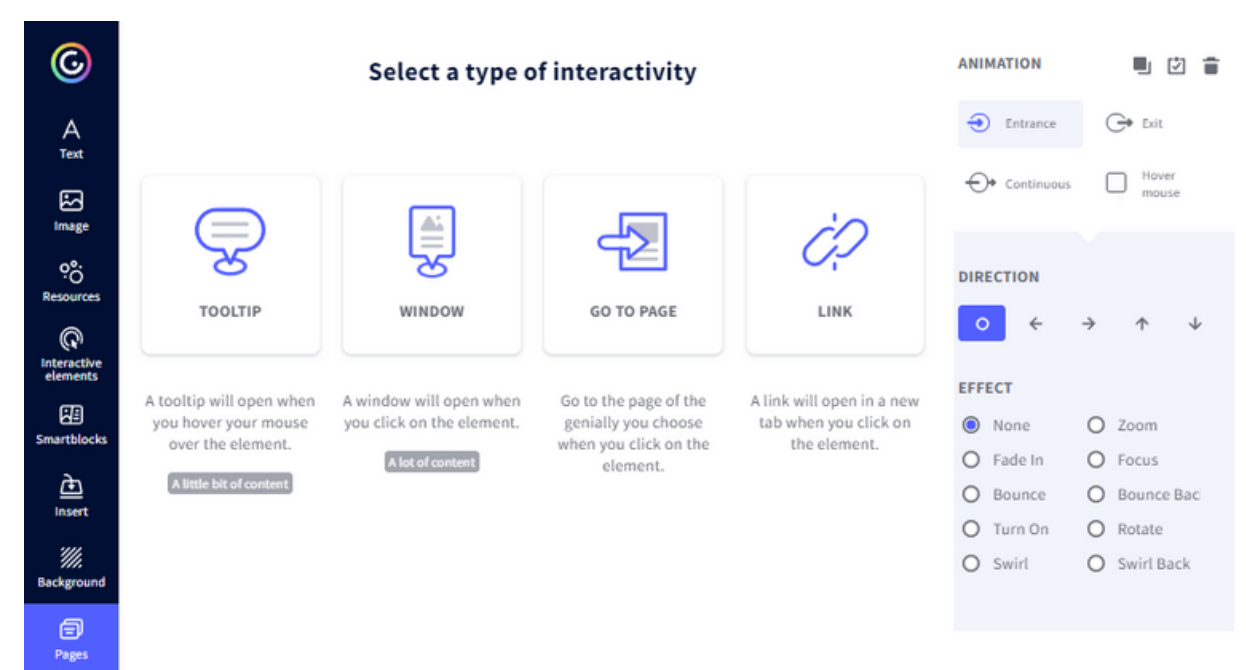 Text
Image
Resources
Interactive
elements
Smartblocks
Insert
Background
Pages
Select a type of interactivity
TOOLTIP
A tooltip will open when
you hover your mouse
over the element.
A little bit of content
WINDOW
A window will open when
you click on the element.
A lot of content
GO TO PAGE
Go to the page of the
genially you choose
when you click on the
element.
LINK
A link will open in a new
tab when you click on
the element.
ANIMATION
Entrance
Exit
Continuous
Hover
mouse
DIRECTION
EFFECT
None
Zoom
Fade In
Focus
Bounce
Bounce Bac
Turn On
Rotate
Swirl
Swirl Back